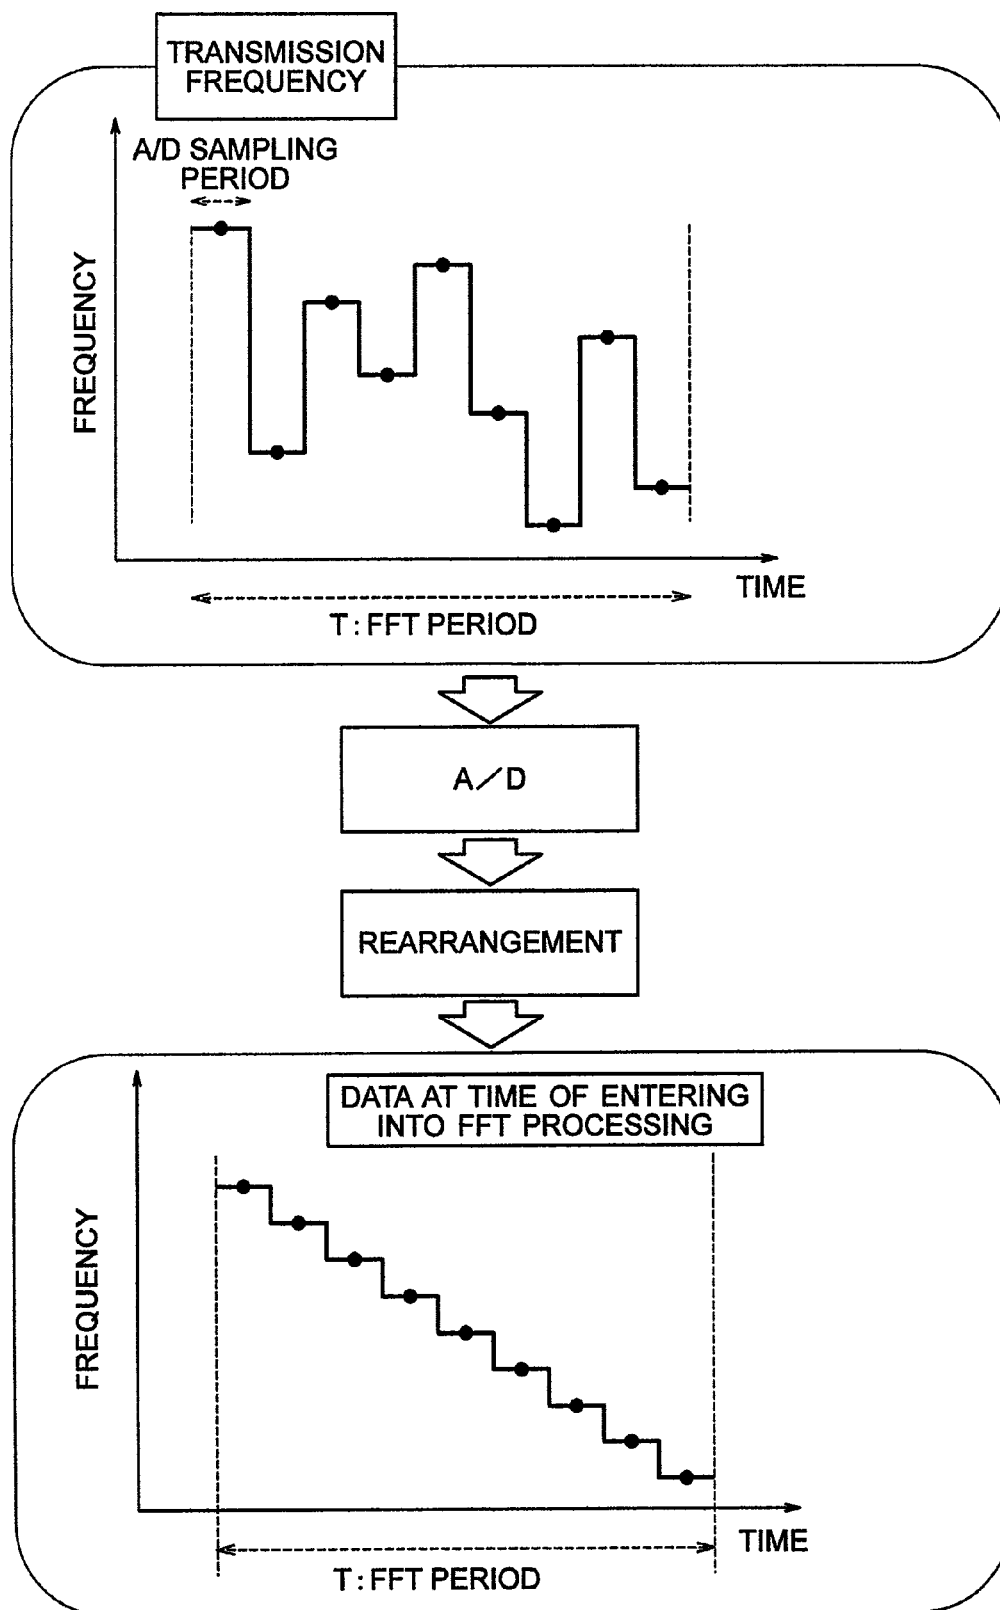 TRANSMISSION
FREQUENCY
A/D SAMPLING
PERIOD
FREQUENCY
TIME
T : FFT PERIOD
A/D
REARRANGEMENT
DATA AT TIME OF ENTERING
INTO FFT PROCESSING
FREQUENCY
TIME
T : FFT PERIOD